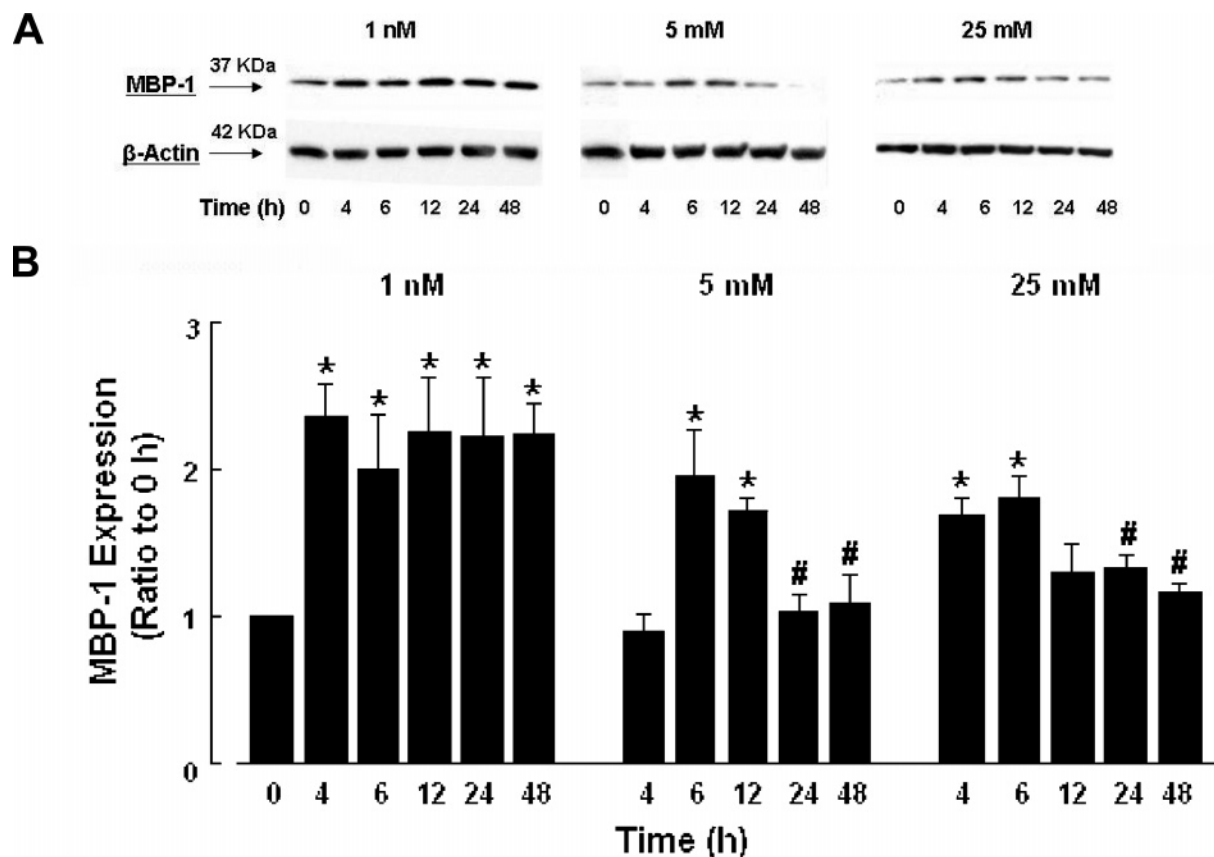 A
1 nM 5 mM 25 mM
37 KDa
MBP-1
42 KDa
β-Actin
Time (h) 0 4 6 12 24 48 0 4 6 12 24 48 0 4 6 12 24 48
B
1 nM 5 mM 25 mM
3
* * * * *
* *
# #
* *
# #
2
1
0
MBP-1 Expression
(Ratio to 0 h)
0 4 6 12 24 48 4 6 12 24 48 4 6 12 24 48
Time (h)